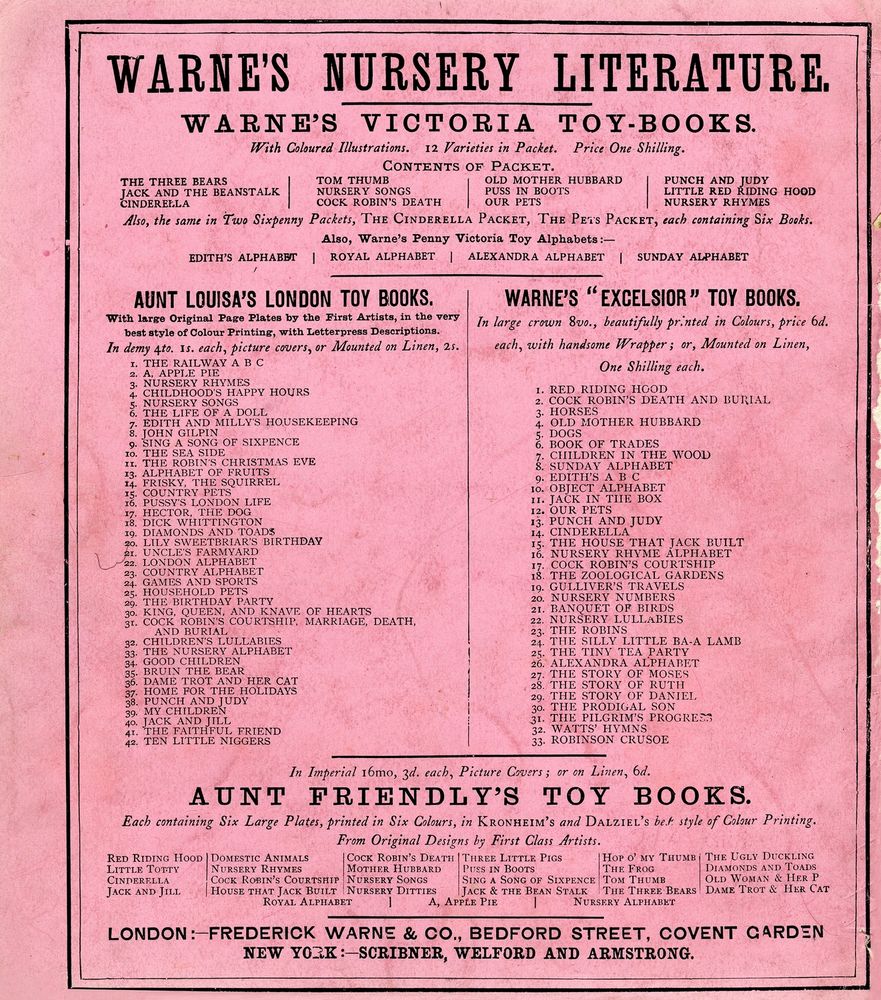 WARNE'S NURSERY LITERATURE.
WARNE'S VICTORIA TOY-BOOKS.
With Coloured Illustrations. 12 Varieties in Packet. Price One Shilling.
CONTENTS OF PACKET.
THE THREE BEARS
JACK AND THE BEANSTALK
CINDERELLA
TOM THUMB
NURSERY SONGS
COCK ROBIN'S DEATH
OLD MOTHER HUBBARD
PUSS IN BOOTS
OUR PETS
PUNCH AND JUDY
LITTLE RED RIDING HOOD
NURSERY RHYMES
Also, the same in Two Sixpenny Packets, THE CINDERELLA PACKET, THE PETS PACKET, each containing Six Books.
Also, Warne's Penny Victoria Toy Alphabets:—
EDITH'S ALPHABET | ROYAL ALPHABET | ALEXANDRA ALPHABET | SUNDAY ALPHABET
AUNT LOUISA'S LONDON TOY BOOKS.
With large Original Page Plates by the First Artists, in the very
best style of Colour Printing, with Letterpress Descriptions.
In demy 4to. 1s. each, picture covers, or Mounted on Linen, 2s.
1. THE RAILWAY A B C
2. A, APPLE PIE
3. NURSERY RHYMES
4. CHILDHOOD'S HAPPY HOURS
5. NURSERY SONGS
6. THE LIFE OF A DOLL
7. EDITH AND MILLY'S HOUSEKEEPING
8. JOHN GILPIN
9. SING A SONG OF SIXPENCE
10. THE SEA SIDE
11. THE ROBIN'S CHRISTMAS EVE
13. ALPHABET OF FRUITS
14. FRISKY, THE SQUIRREL
15. COUNTRY PETS
16. PUSSY'S LONDON LIFE
17. HECTOR, THE DOG
18. DICK WHITTINGTON
19. DIAMONDS AND TOADS
20. LILY SWEETBRIAR'S BIRTHDAY
21. UNCLE'S FARMYARD
22. LONDON ALPHABET
23. COUNTRY ALPHABET
24. GAMES AND SPORTS
25. HOUSEHOLD PETS
29. THE BIRTHDAY PARTY
30. KING, QUEEN, AND KNAVE OF HEARTS
31. COCK ROBIN'S COURTSHIP, MARRIAGE, DEATH,
AND BURIAL
32. CHILDREN'S LULLABIES
33. THE NURSERY ALPHABET
34. GOOD CHILDREN
35. BRUIN THE BEAR
36. DAME TROT AND HER CAT
37. HOME FOR THE HOLIDAYS
38. PUNCH AND JUDY
39. MY CHILDREN
40. JACK AND JILL
41. THE FAITHFUL FRIEND
42. TEN LITTLE NIGGERS
WARNE'S "EXCELSIOR" TOY BOOKS.
In large crown 8vo., beautifully printed in Colours, price 6d.
each, with handsome Wrapper; or, Mounted on Linen,
One Shilling each.
1. RED RIDING HOOD
2. COCK ROBIN'S DEATH AND BURIAL
3. HORSES
4. OLD MOTHER HUBBARD
5. DOGS
6. BOOK OF TRADES
7. CHILDREN IN THE WOOD
8. SUNDAY ALPHABET
9. EDITH'S A B C
10. OBJECT ALPHABET
11. JACK IN THE BOX
12. OUR PETS
13. PUNCH AND JUDY
14. CINDERELLA
15. THE HOUSE THAT JACK BUILT
16. NURSERY RHYME ALPHABET
17. COCK ROBIN'S COURTSHIP
18. THE ZOOLOGICAL GARDENS
19. GULLIVER'S TRAVELS
20. NURSERY NUMBERS
21. BANQUET OF BIRDS
22. NURSERY LULLABIES
23. THE ROBINS
24. THE SILLY LITTLE BA-A LAMB
25. THE TINY TEA PARTY
26. ALEXANDRA ALPHABET
27. THE STORY OF MOSES
28. THE STORY OF RUTH
29. THE STORY OF DANIEL
30. THE PRODIGAL SON
31. THE PILGRIM'S PROGRESS
32. WATTS' HYMNS
33. ROBINSON CRUSOE
In Imperial 16mo, 3d. each, Picture Covers; or on Linen, 6d.
AUNT FRIENDLY'S TOY BOOKS.
Each containing Six Large Plates, printed in Six Colours, in KRONHEIM'S and DALZIEL'S best style of Colour Printing.
From Original Designs by First Class Artists.
RED RIDING HOOD
LITTLE TOTTY
CINDERELLA
JACK AND JILL
DOMESTIC ANIMALS
NURSERY RHYMES
COCK ROBIN'S COURTSHIP
HOUSE THAT JACK BUILT
COCK ROBIN'S DEATH
MOTHER HUBBARD
NURSERY SONGS
NURSERY DITTIES
THREE LITTLE PIGS
PUSS IN BOOTS
SING A SONG OF SIXPENCE
JACK & THE BEAN STALK
HOP O' MY THUMB
THE FROG
TOM THUMB
THE THREE BEARS
THE UGLY DUCKLING
DIAMONDS AND TOADS
OLD WOMAN & HER P
DAME TROT & HER CAT
ROYAL ALPHABET | A, APPLE PIE | NURSERY ALPHABET
LONDON:—FREDERICK WARNE & CO., BEDFORD STREET, COVENT GARDEN
NEW YORK:—SCRIBNER, WELFORD AND ARMSTRONG.